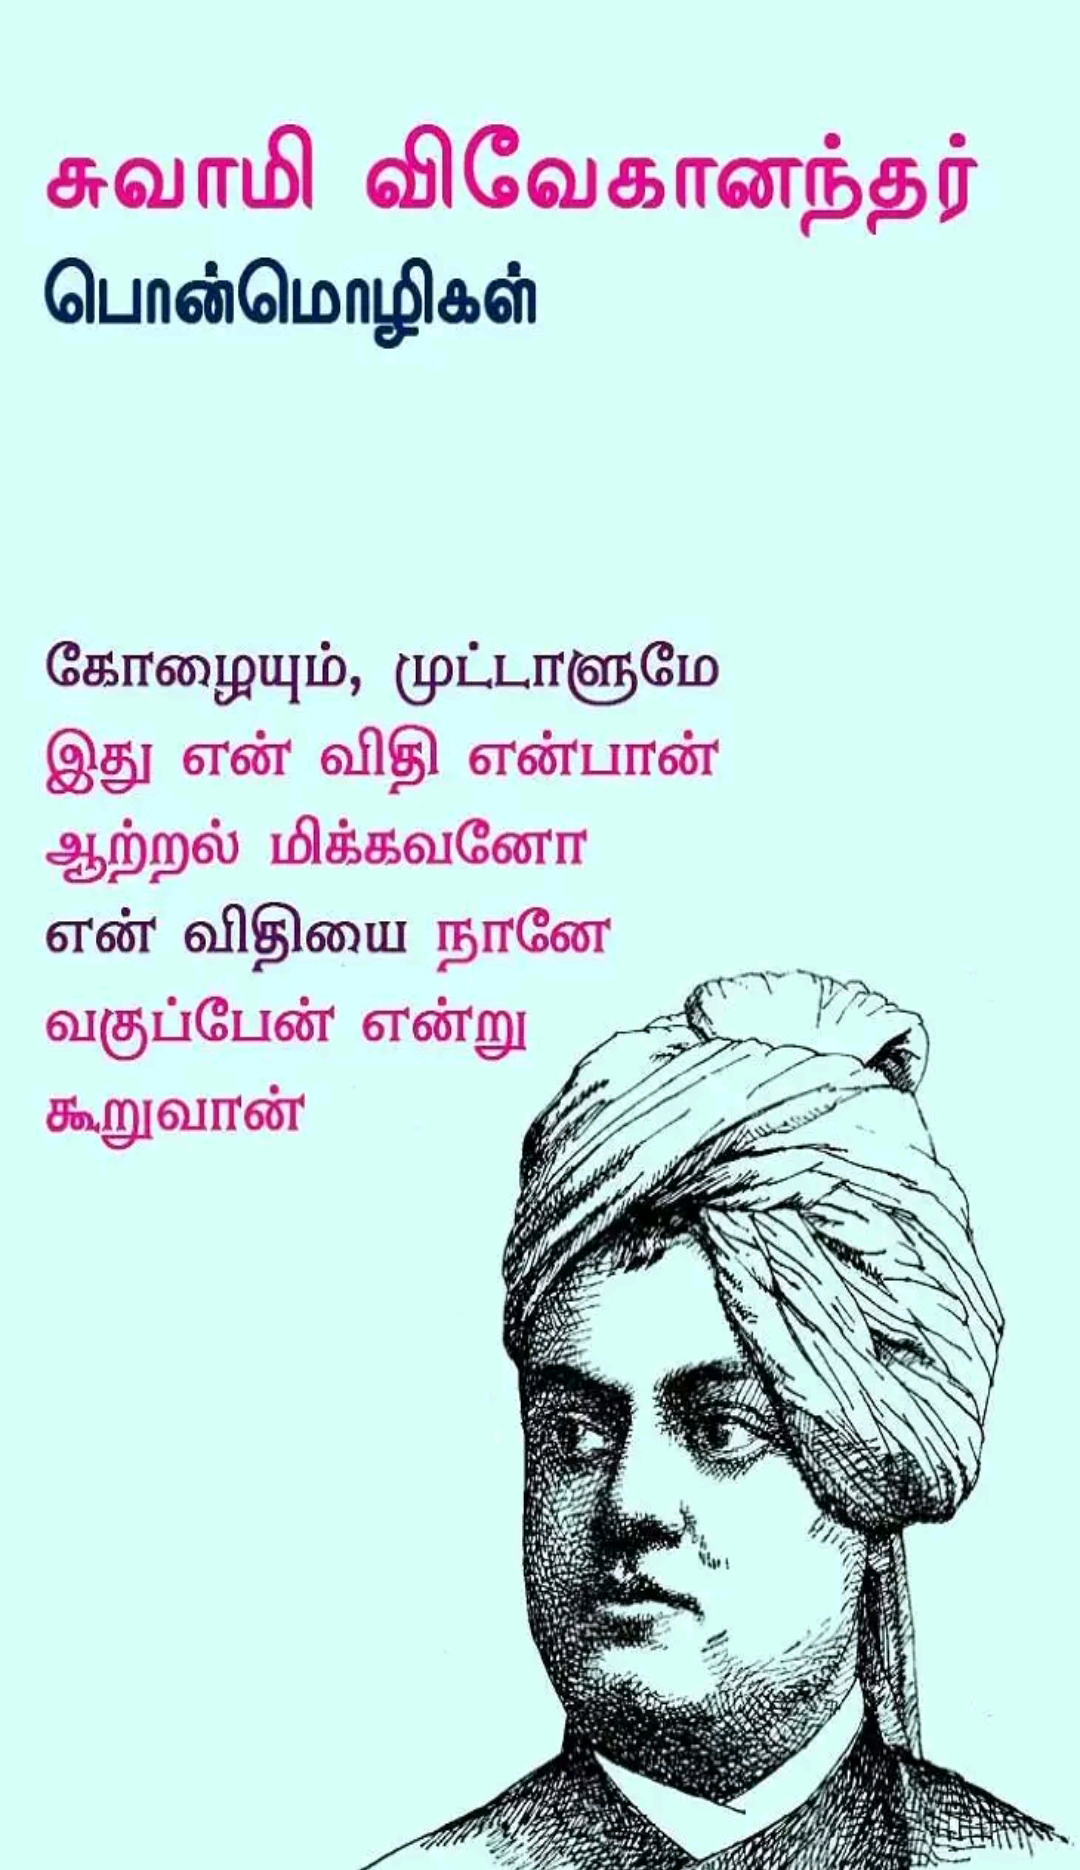 சுவாமி விவேகானந்தர்
பொன்மொழிகள்
கோழையும், முட்டாளுமே
இது என் விதி என்பான்
ஆற்றல் மிக்கவனோ
என் விதியை நானே
வகுப்பேன் என்று
கூறுவான்